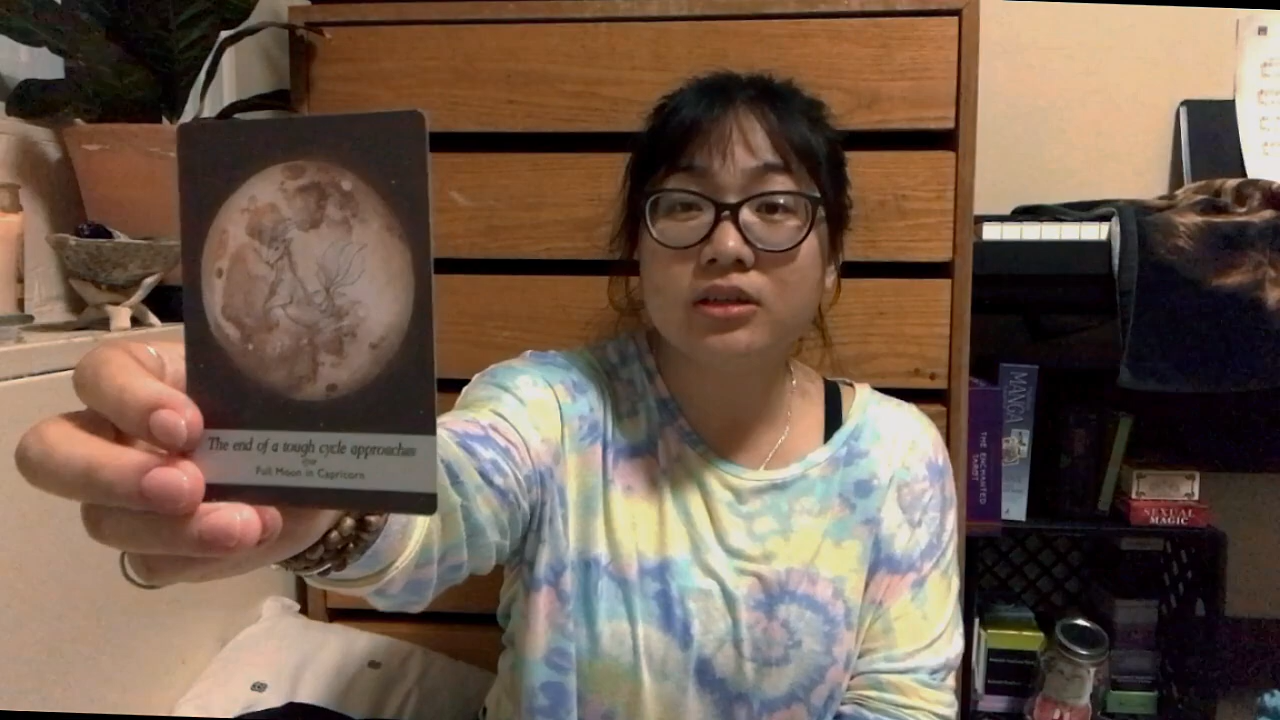 The end of a tough cycle approaches
Full Moon in Capricorn
MANGA
THE ENCHANTED
TAROT
SEXUAL
MAGIC